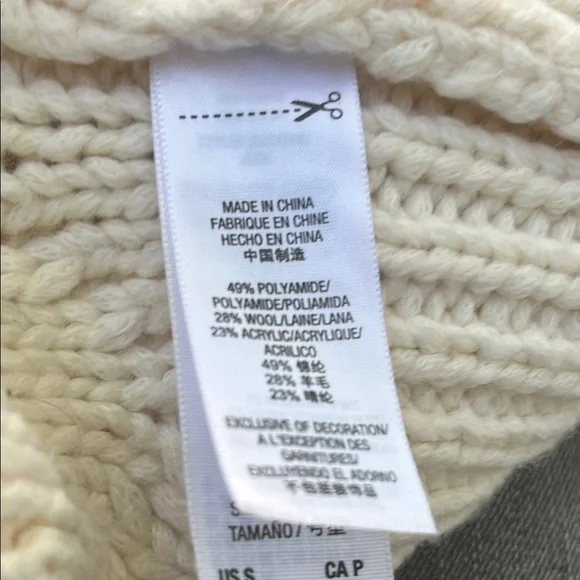 MADE IN CHINA
FABRIQUE EN CHINE
HECHO EN CHINA
中国制造
49% POLYAMIDE/
POLYAMIDE/POLIAMIDA
28% WOOL/LAINE/LANA
23% ACRYLIC/ACRYLIQUE/
ACRILICO
49% 锦纶
28% 羊毛
23% 腈纶
EXCLUSIVE OF DECORATION/
A L'EXCEPTION DES
GARNITURES/
EXCLUYENDO EL ADORNO
不包括装饰品
TAMAÑO / 号型
US S CA P